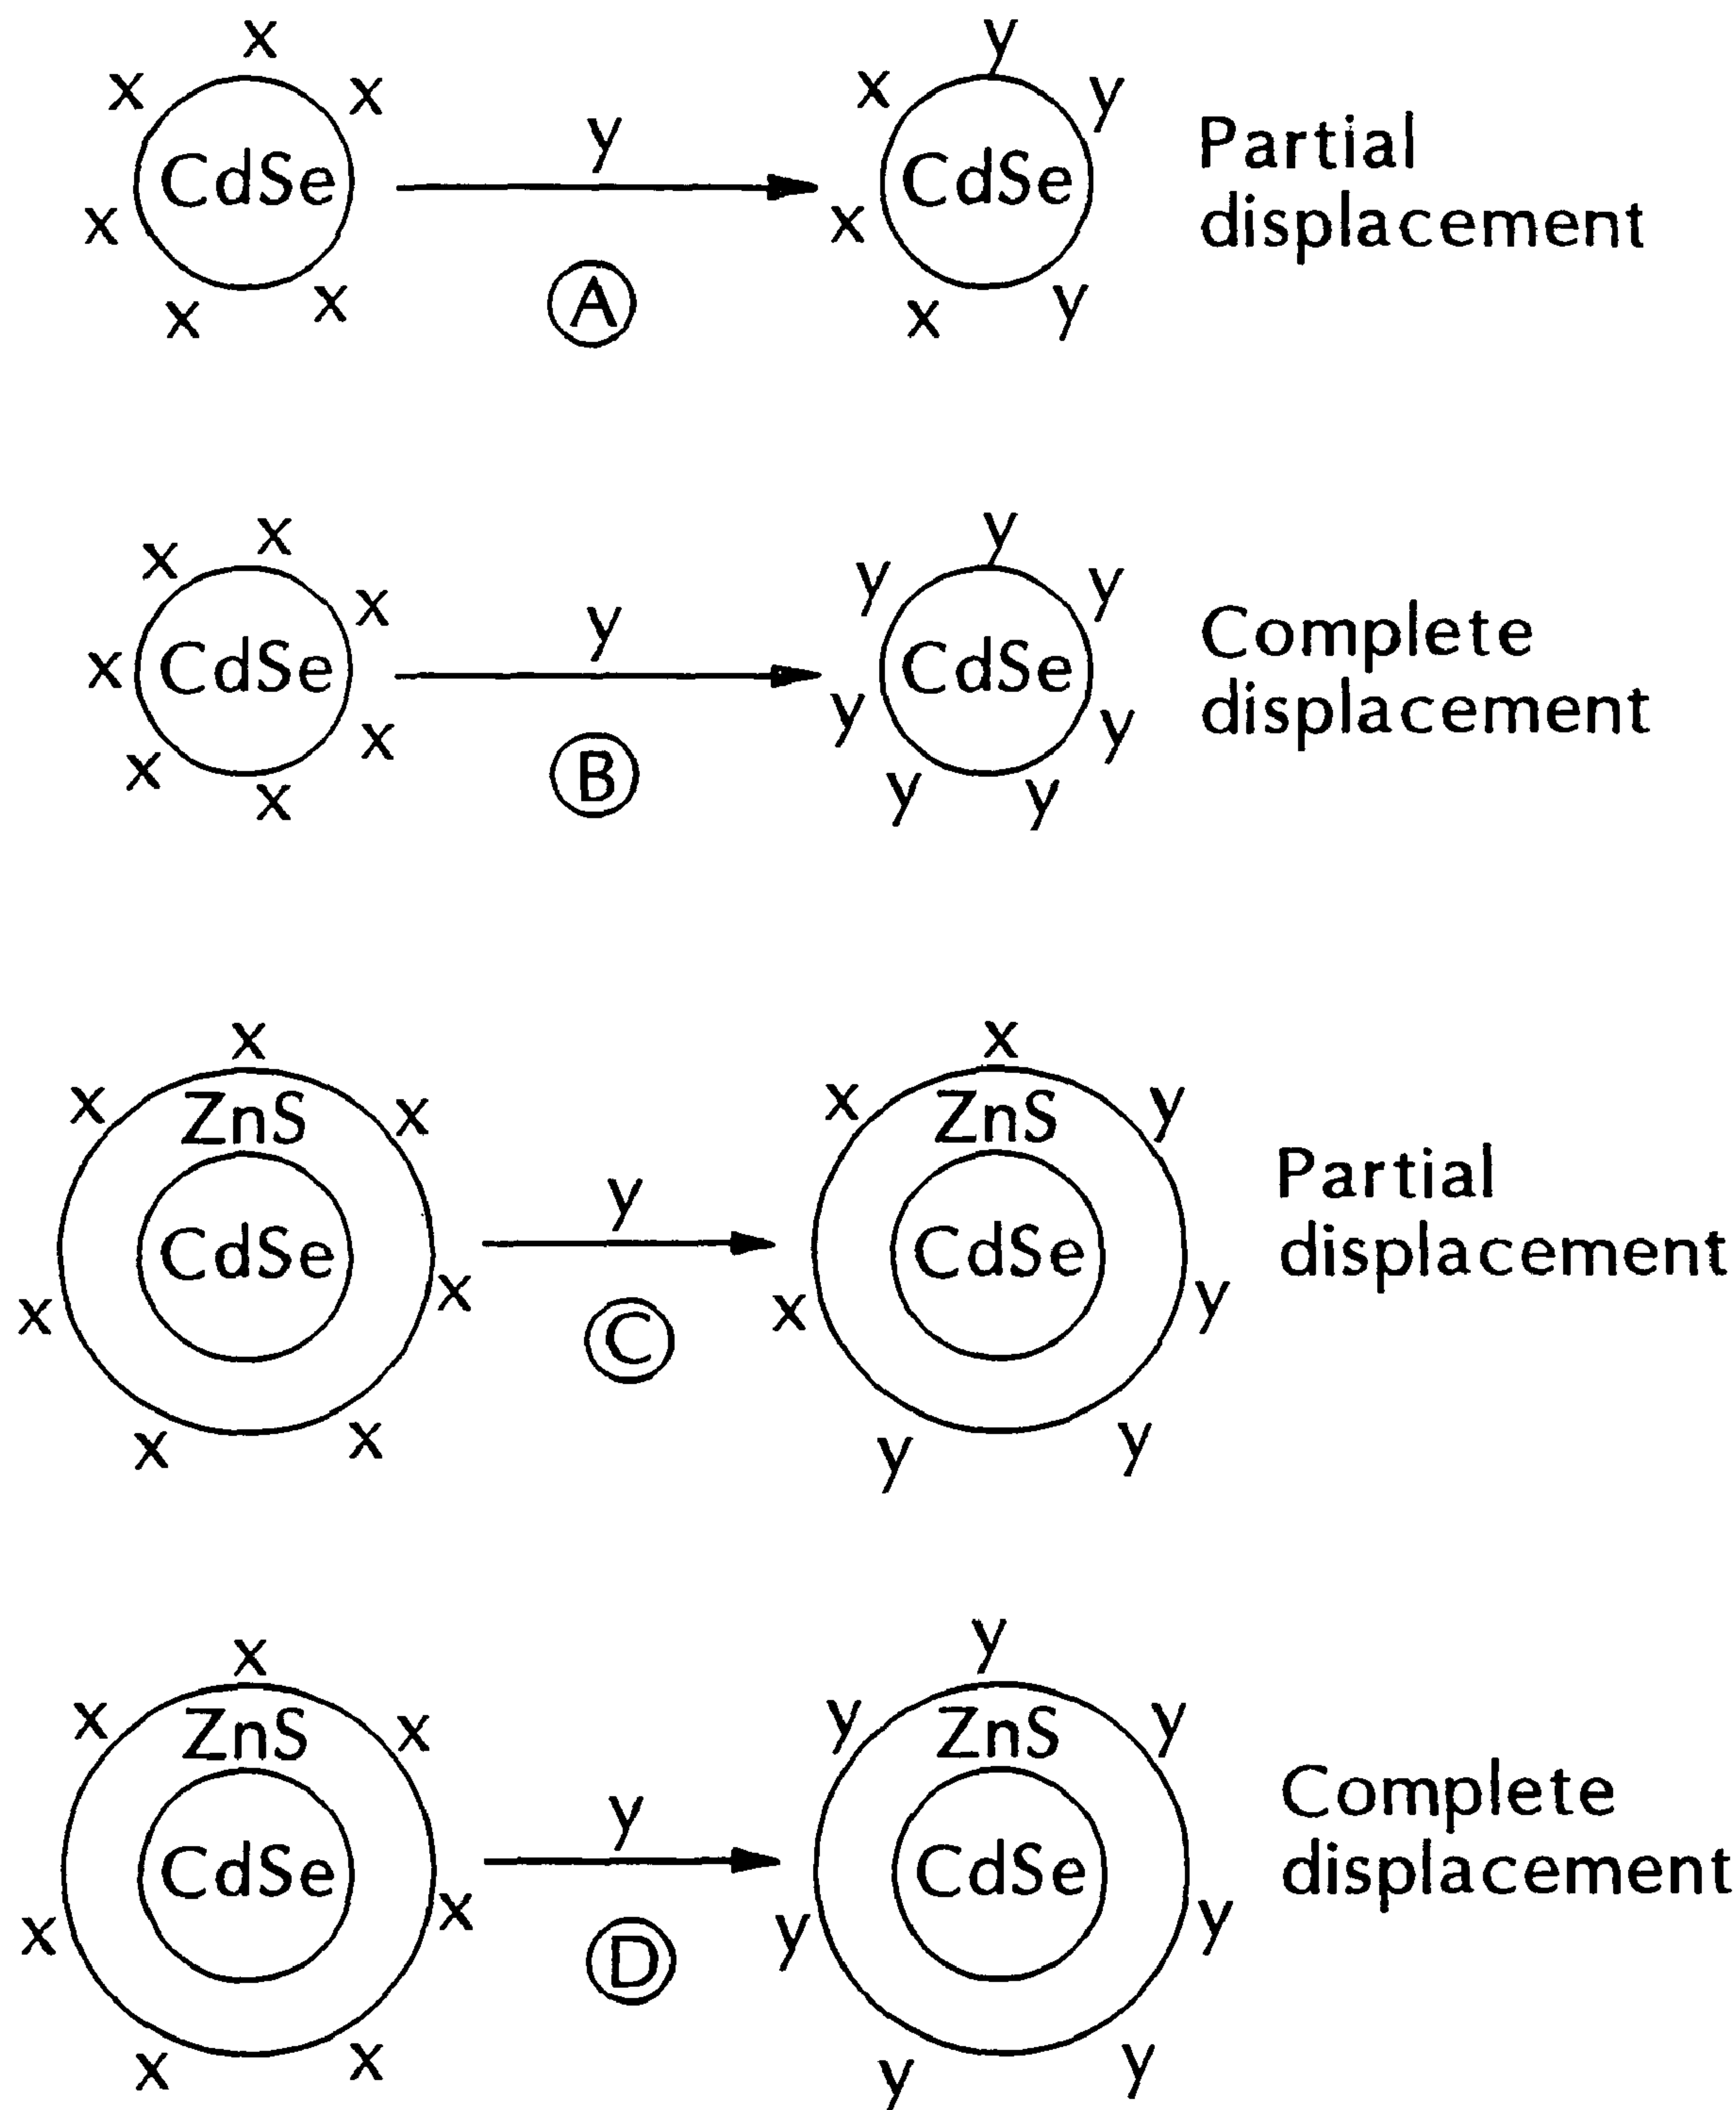 x y
x x x y
CdSe y CdSe Partial
x x displacement
x x A x y
x y
x x y y
x CdSe y CdSe Complete
x y y displacement
x x B y y
x x
x x x y
ZnS ZnS
CdSe y CdSe Partial
x x x y displacement
C
x x y y
x y
x x y y
ZnS ZnS
CdSe y CdSe Complete
x x y y displacement
D
x x y y